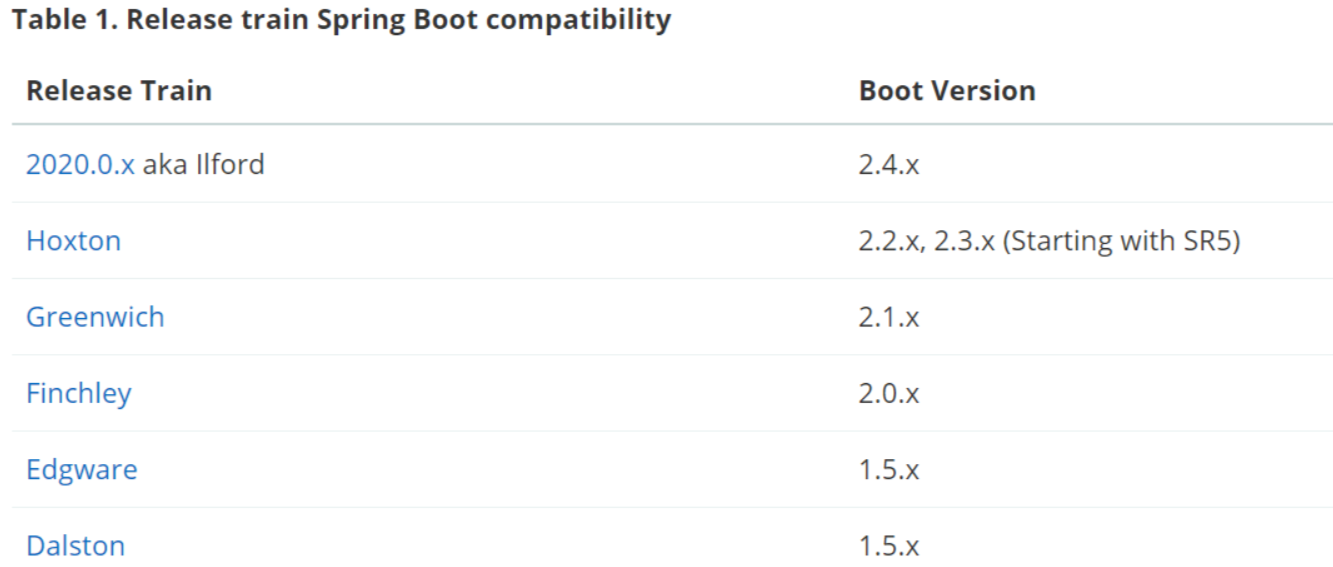 Table 1. Release train Spring Boot compatibility
Release Train Boot Version
2020.0.x aka Ilford 2.4.x
Hoxton 2.2.x, 2.3.x (Starting with SR5)
Greenwich 2.1.x
Finchley 2.0.x
Edgware 1.5.x
Dalston 1.5.x